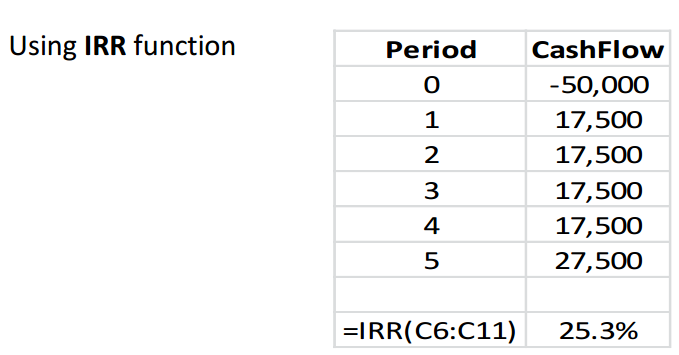 Using IRR function
Period CashFlow
0 -50,000
1 17,500
2 17,500
3 17,500
4 17,500
5 27,500
=IRR(C6:C11) 25.3%